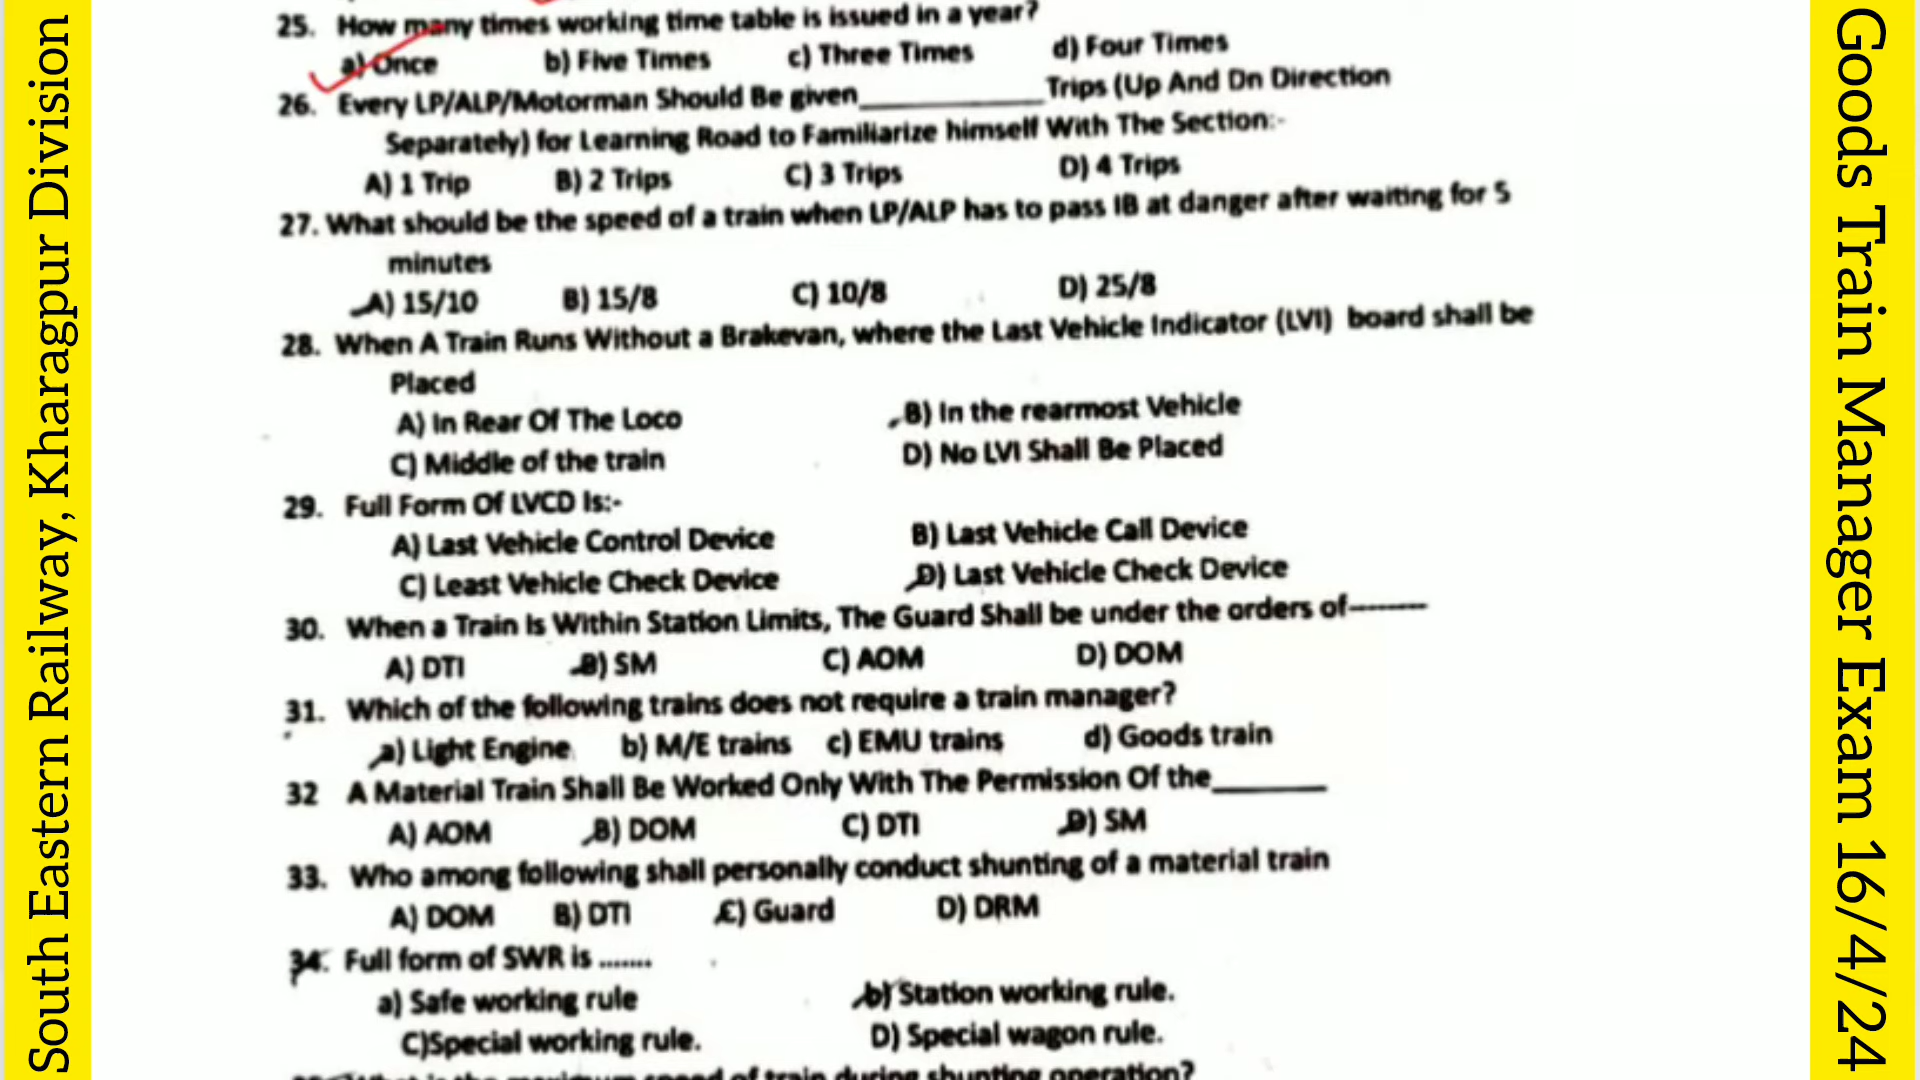 South Eastern Railway, Kharagpur Division
25. How many times working time table is issued in a year?
a) Once b) Five Times c) Three Times d) Four Times
26. Every LP/ALP/Motorman Should Be given____________Trips (Up And Dn Direction
Separately) for Learning Road to Familiarize himself With The Section:-
A) 1 Trip B) 2 Trips C) 3 Trips D) 4 Trips
27. What should be the speed of a train when LP/ALP has to pass IB at danger after waiting for 5
minutes
A) 15/10 B) 15/8 C) 10/8 D) 25/8
28. When A Train Runs Without a Brakevan, where the Last Vehicle Indicator (LVI) board shall be
Placed
A) In Rear Of The Loco B) In the rearmost Vehicle
C) Middle of the train D) No LVI Shall Be Placed
29. Full Form Of LVCD Is:-
A) Last Vehicle Control Device B) Last Vehicle Call Device
C) Least Vehicle Check Device D) Last Vehicle Check Device
30. When a Train Is Within Station Limits, The Guard Shall be under the orders of--------
A) DTI B) SM C) AOM D) DOM
31. Which of the following trains does not require a train manager?
a) Light Engine b) M/E trains c) EMU trains d) Goods train
32 A Material Train Shall Be Worked Only With The Permission Of the________
A) AOM B) DOM C) DTI D) SM
33. Who among following shall personally conduct shunting of a material train
A) DOM B) DTI C) Guard D) DRM
34. Full form of SWR is .......
a) Safe working rule b) Station working rule.
C)Special working rule. D) Special wagon rule.
What is the maximum speed of train during shunting operation?
Goods Train Manager Exam 16/4/24